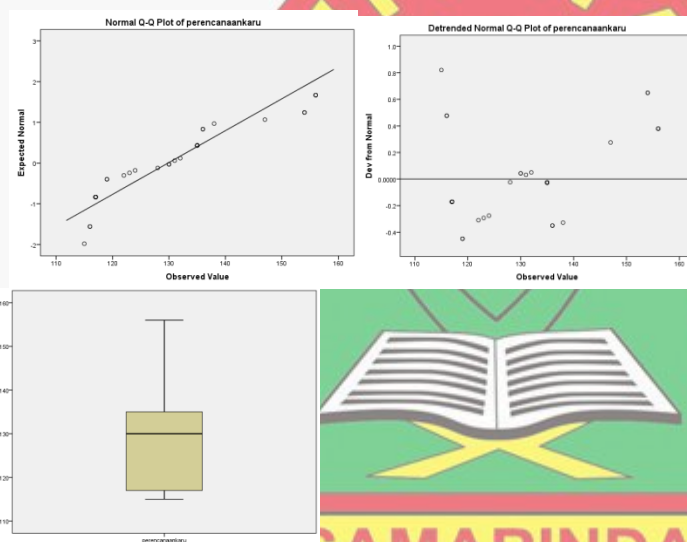 Normal Q-Q Plot of perencanaankaru
3
2
1
0
-1
-2
Expected Normal
110 120 130 140 150 160
Observed Value
Detrended Normal Q-Q Plot of perencanaankaru
1.0
0.8
0.6
0.4
0.2
0.0000
-0.2
-0.4
Dev from Normal
110 120 130 140 150 160
Observed Value
160
150
140
130
120
110
perencanaankaru
SAMARINDA